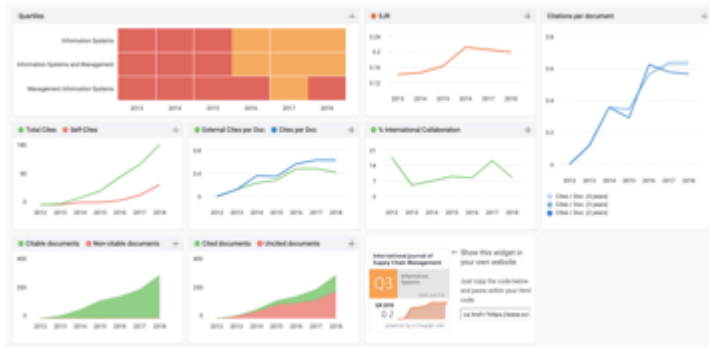 Quartiles
Information Systems
Information Systems and Management
Management Information Systems
2013 2014 2015 2016 2017 2018
SJR
0.24
0.2
0.16
0.12
2013 2014 2015 2016 2017 2018
Citations per document
0.8
0.6
0.4
0.2
0
2012 2013 2014 2015 2016 2017 2018
Cites / Doc. (4 years)
Cites / Doc. (3 years)
Cites / Doc. (2 years)
Total Cites Self-Cites
180
90
0
2012 2013 2014 2015 2016 2017 2018
External Cites per Doc Cites per Doc
0.8
0.4
0
2012 2013 2014 2015 2016 2017 2018
% International Collaboration
21
14
7
0
2012 2013 2014 2015 2016 2017 2018
Citable documents Non-citable documents
400
200
0
2012 2013 2014 2015 2016 2017 2018
Cited documents Uncited documents
400
200
0
2012 2013 2014 2015 2016 2017 2018
International Journal of
Supply Chain Management
Q3
Information
Systems
best quartile
SJR 2018
0.2
powered by scimagojr.com
← Show this widget in
your own website
Just copy the code below
and paste within your html
code:
<a href="https://www.sci